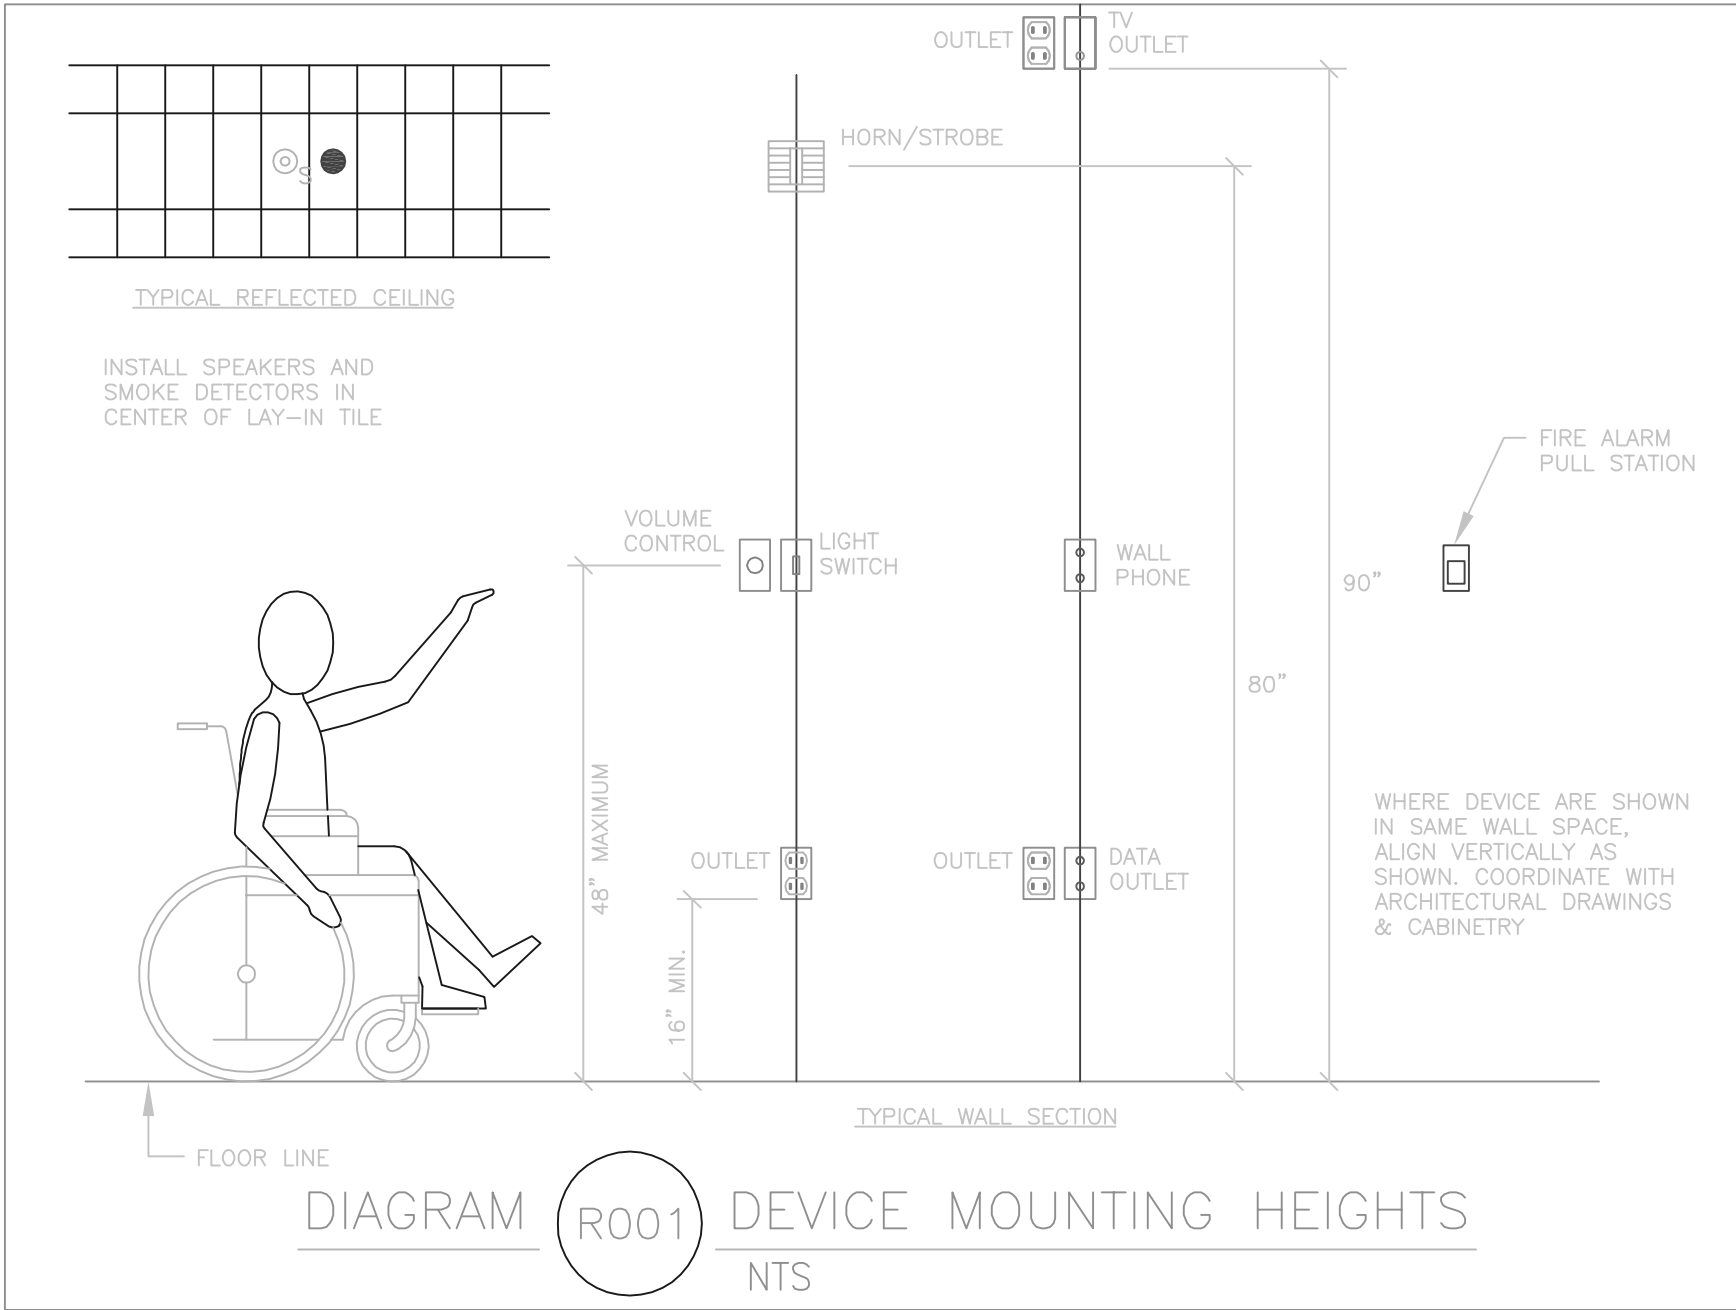 OUTLET
TV
OUTLET
HORN/STROBE
S
TYPICAL REFLECTED CEILING
INSTALL SPEAKERS AND
SMOKE DETECTORS IN
CENTER OF LAY-IN TILE
FIRE ALARM
PULL STATION
VOLUME
CONTROL
LIGHT
SWITCH
WALL
PHONE
90"
80"
48" MAXIMUM
WHERE DEVICE ARE SHOWN
IN SAME WALL SPACE,
ALIGN VERTICALLY AS
SHOWN. COORDINATE WITH
ARCHITECTURAL DRAWINGS
& CABINETRY
OUTLET
OUTLET
DATA
OUTLET
16" MIN.
TYPICAL WALL SECTION
FLOOR LINE
DIAGRAM R001 DEVICE MOUNTING HEIGHTS
NTS